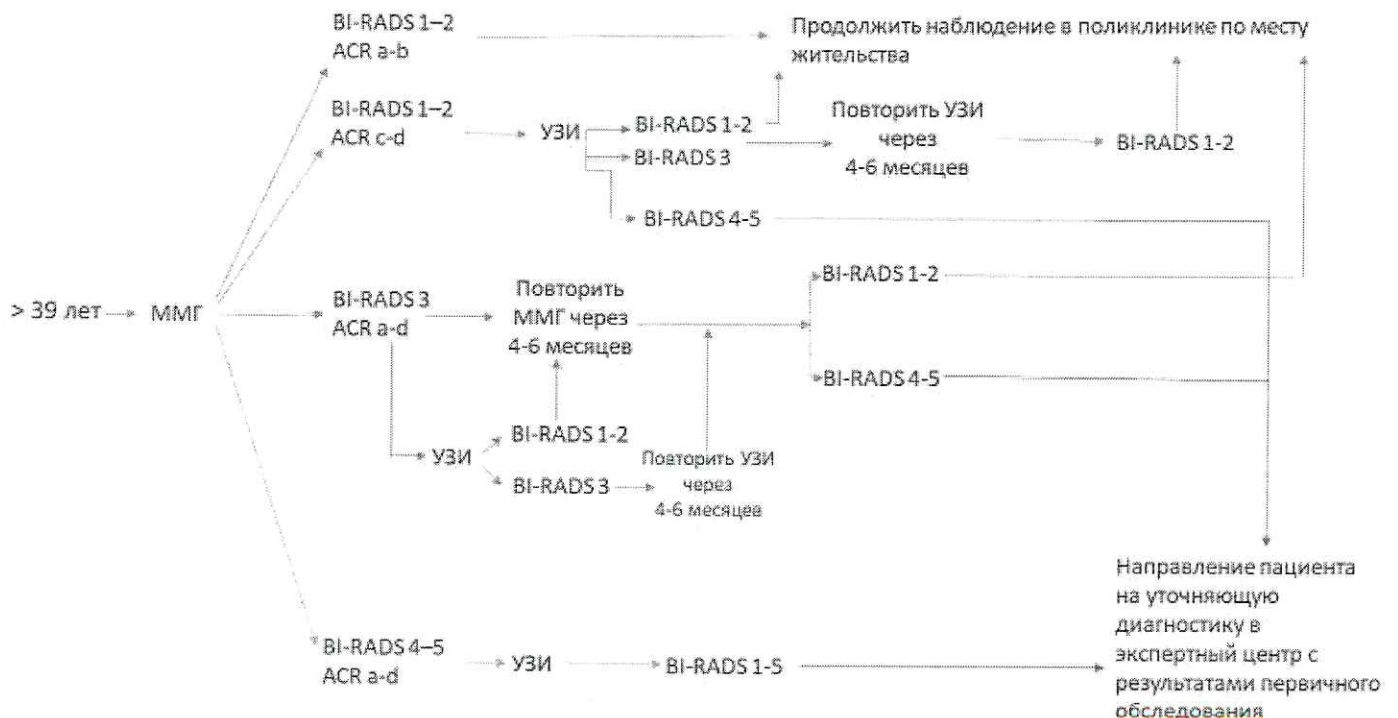 BI-RADS 1–2
ACR a-b
Продолжить наблюдение в поликлинике по месту
жительства
BI-RADS 1–2
ACR c-d
УЗИ
BI-RADS 1-2
BI-RADS 3
Повторить УЗИ
через
4-6 месяцев
BI-RADS 1-2
BI-RADS 4-5
> 39 лет
ММГ
BI-RADS 3
ACR a-d
Повторить
ММГ через
4-6 месяцев
BI-RADS 1-2
BI-RADS 4-5
УЗИ
BI-RADS 1-2
BI-RADS 3
Повторить УЗИ
через
4-6 месяцев
BI-RADS 4–5
ACR a-d
УЗИ
BI-RADS 1-5
Направление пациента
на уточняющую
диагностику в
экспертный центр с
результатами первичного
обследования